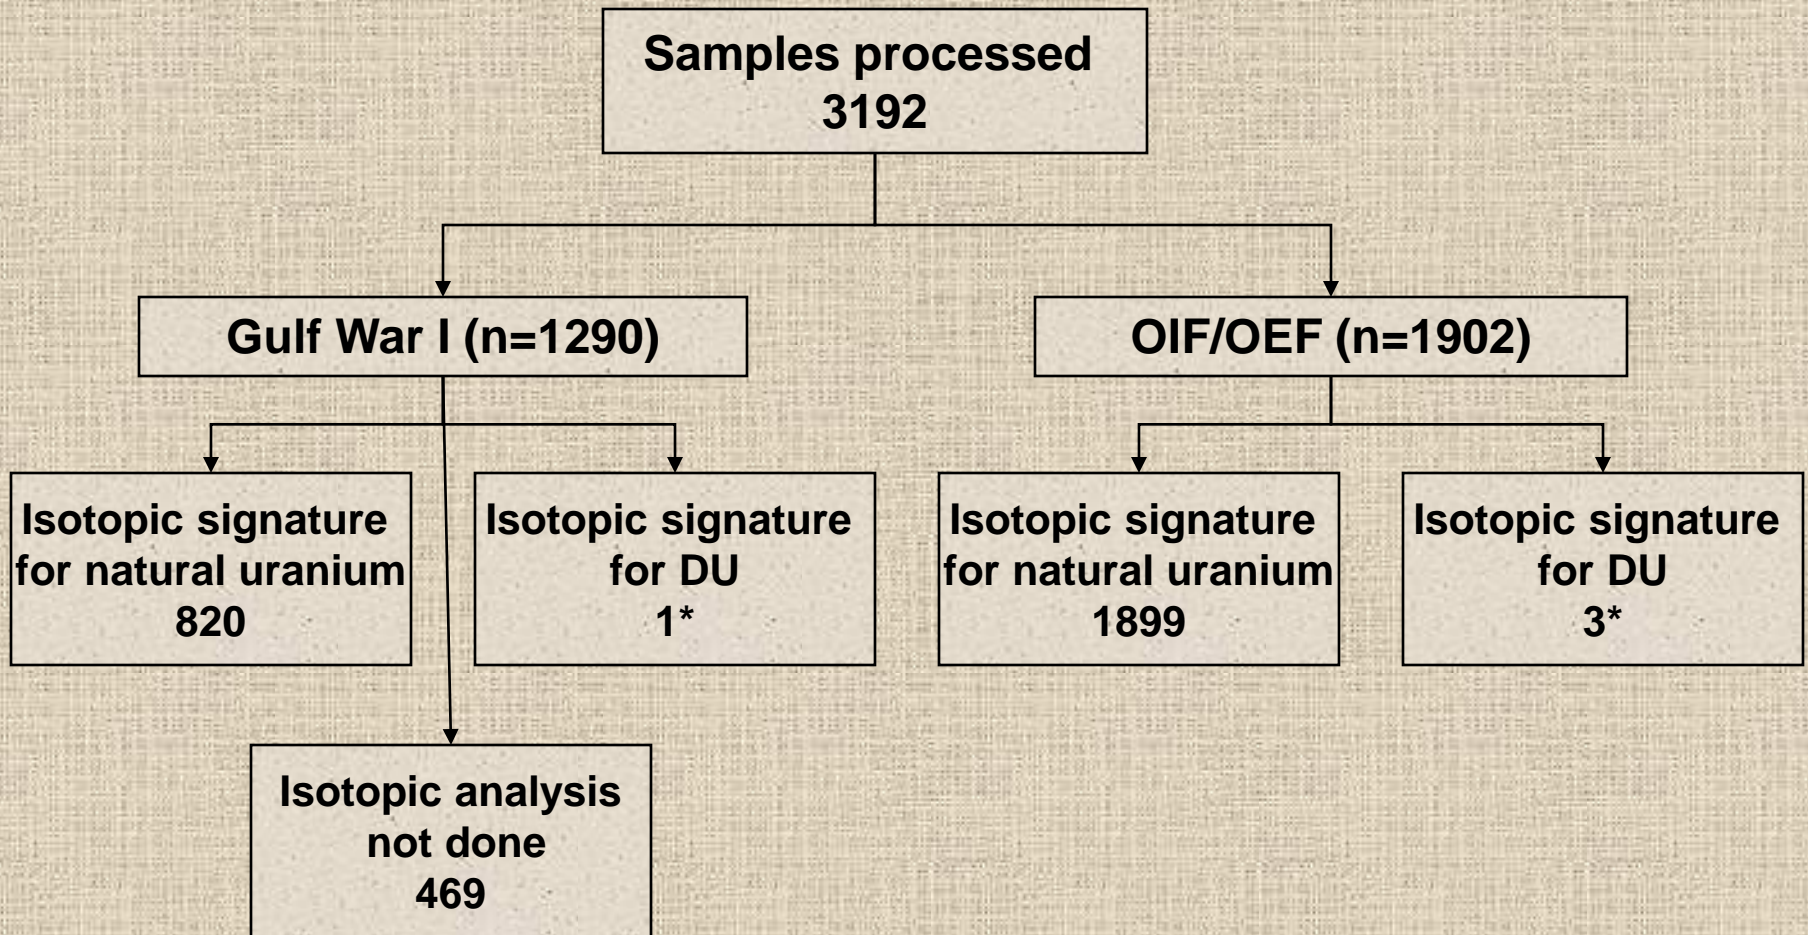 Samples processed
3192
Gulf War I (n=1290)
OIF/OEF (n=1902)
Isotopic signature
for natural uranium
820
Isotopic signature
for DU
1*
Isotopic signature
for natural uranium
1899
Isotopic signature
for DU
3*
Isotopic analysis
not done
469